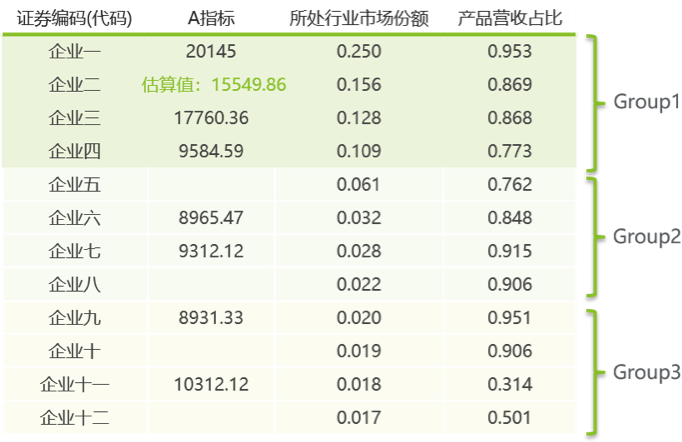 证券编码(代码) A指标 所处行业市场份额 产品营收占比
企业一 20145 0.250 0.953
企业二 估算值：15549.86 0.156 0.869
Group1
企业三 17760.36 0.128 0.868
企业四 9584.59 0.109 0.773
企业五 0.061 0.762
企业六 8965.47 0.032 0.848
Group2
企业七 9312.12 0.028 0.915
企业八 0.022 0.906
企业九 8931.33 0.020 0.951
企业十 0.019 0.906
Group3
企业十一 10312.12 0.018 0.314
企业十二 0.017 0.501